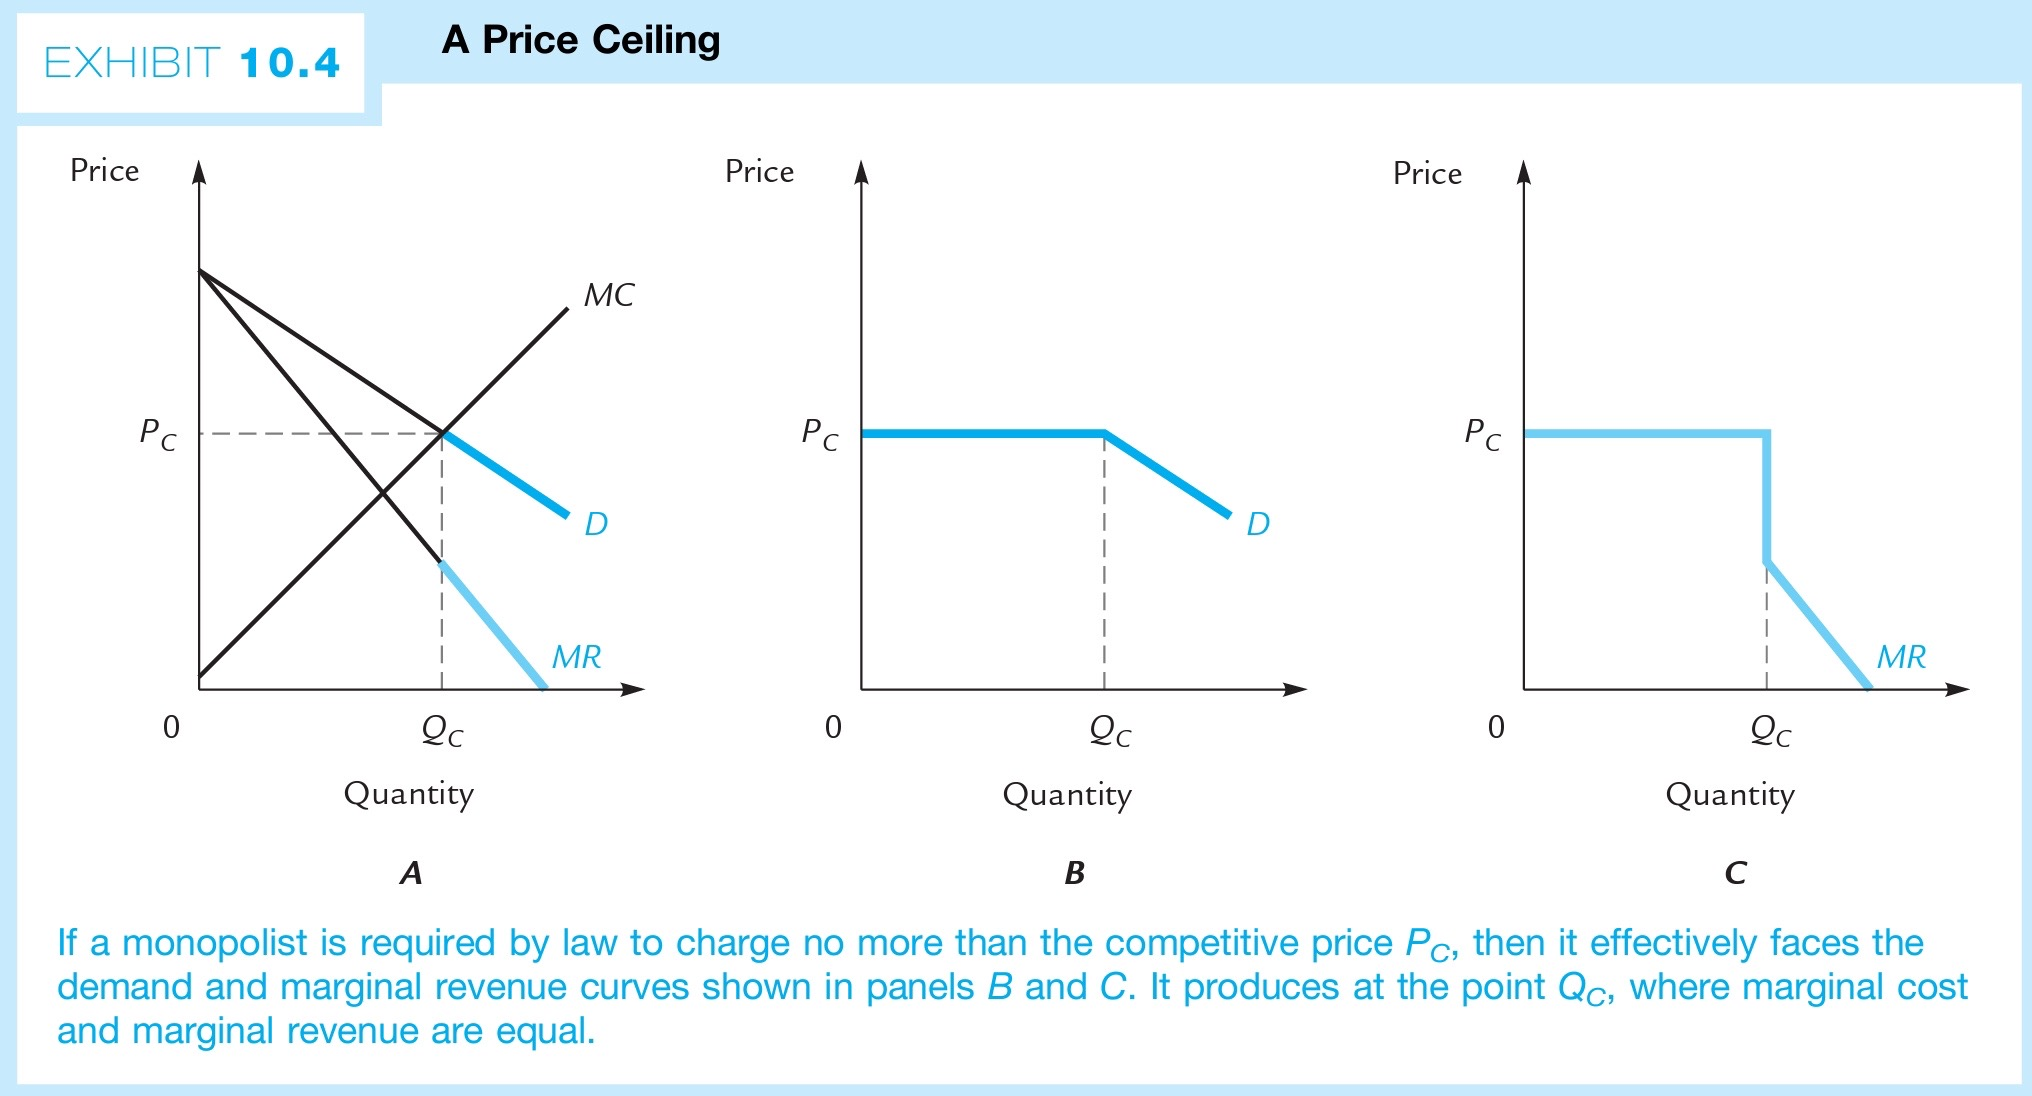 EXHIBIT 10.4
A Price Ceiling
Price
MC
P_C
D
MR
0
Q_C
Quantity
A
Price
P_C
D
0
Q_C
Quantity
B
Price
P_C
MR
0
Q_C
Quantity
C
If a monopolist is required by law to charge no more than the competitive price P_C, then it effectively faces the
demand and marginal revenue curves shown in panels B and C. It produces at the point Q_C, where marginal cost
and marginal revenue are equal.